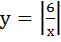 y = |6/x|